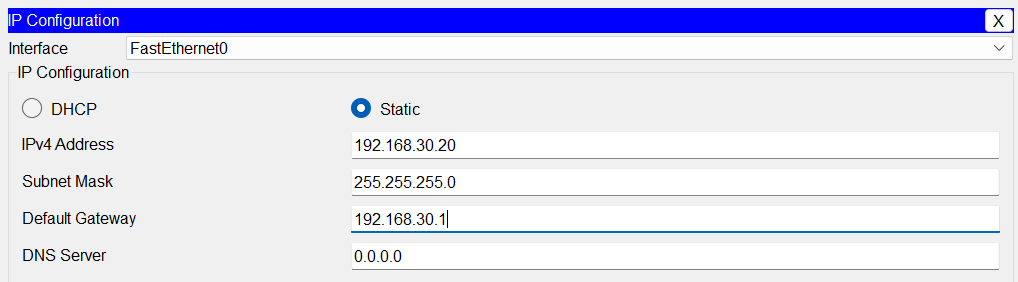 IP Configuration X
Interface FastEthernet0
IP Configuration
DHCP Static
IPv4 Address 192.168.30.20
Subnet Mask 255.255.255.0
Default Gateway 192.168.30.1
DNS Server 0.0.0.0